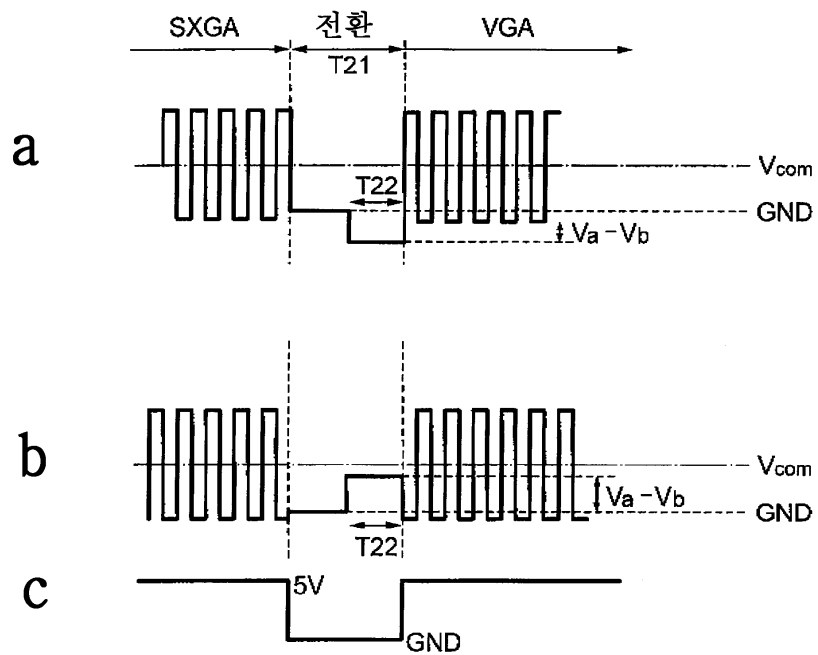 SXGA 전환 VGA
T21
a
Vcom
T22
GND
Va-Vb
b
Vcom
Va-Vb
GND
T22
c
5V
GND